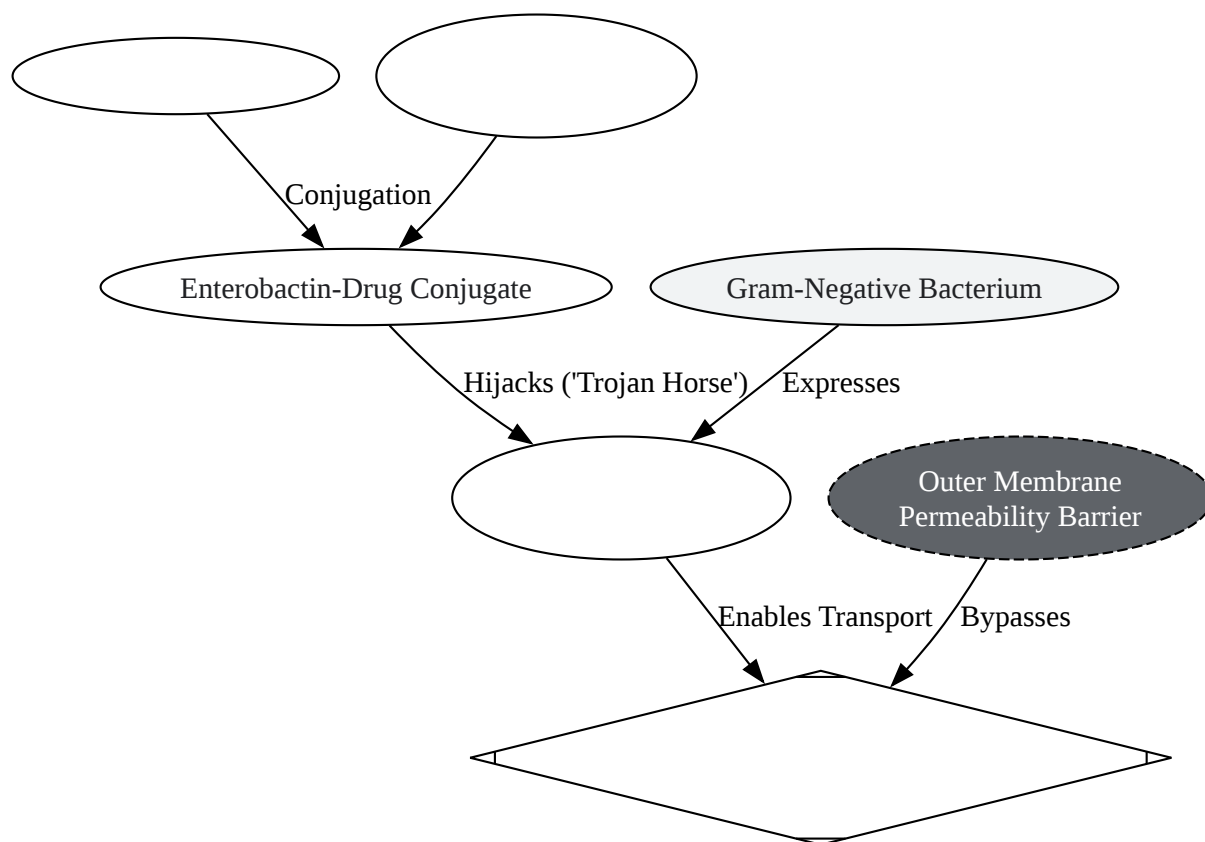 Conjugation
Enterobactin-Drug Conjugate
Gram-Negative Bacterium
Hijacks ('Trojan Horse')
Expresses
Outer Membrane
Permeability Barrier
Enables Transport
Bypasses